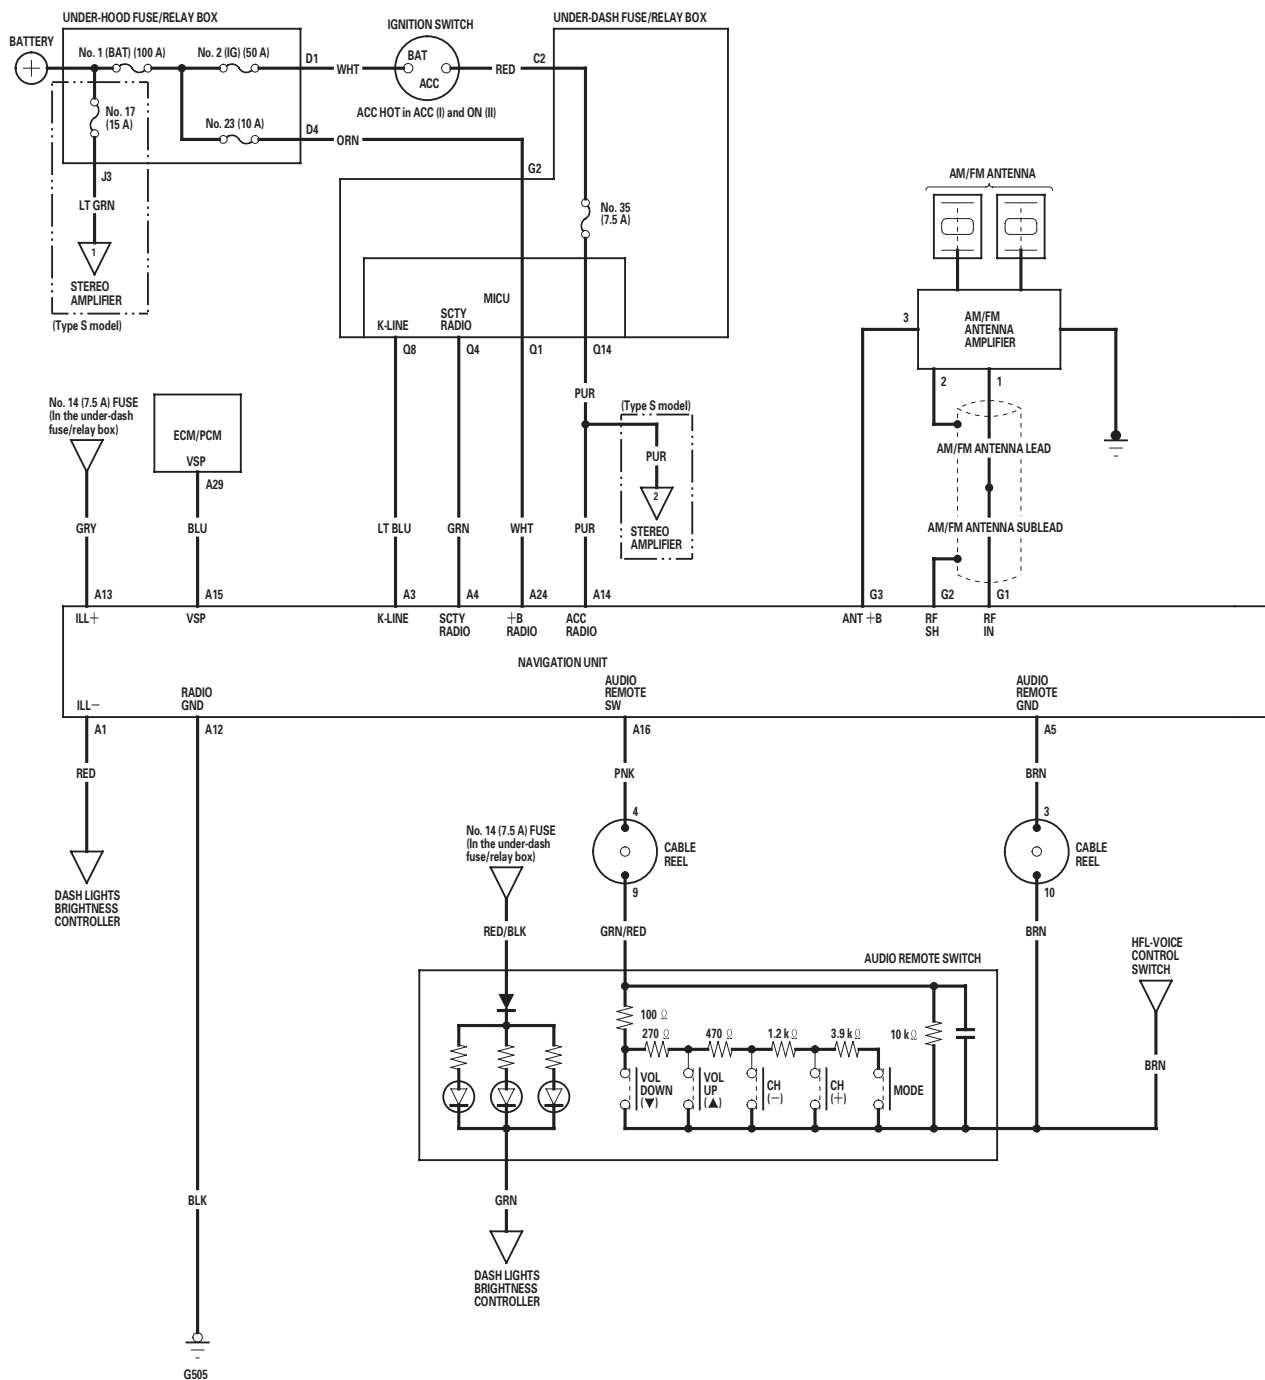 UNDER-HOOD FUSE/RELAY BOX
IGNITION SWITCH
UNDER-DASH FUSE/RELAY BOX
BATTERY
No. 1 (BAT) (100 A)
No. 2 (IG) (50 A)
D1
WHT
BAT
ACC
RED
C2
ACC HOT in ACC (I) and ON (II)
No. 17
(15 A)
No. 23 (10 A)
D4
ORN
G2
J3
LT GRN
1
STEREO
AMPLIFIER
(Type S model)
No. 35
(7.5 A)
MICU
K-LINE
SCTY
RADIO
Q8
Q4
Q1
Q14
AM/FM ANTENNA
3
AM/FM
ANTENNA
AMPLIFIER
2
1
AM/FM ANTENNA LEAD
AM/FM ANTENNA SUBLEAD
No. 14 (7.5 A) FUSE
(In the under-dash
fuse/relay box)
ECM/PCM
VSP
A29
PUR
(Type S model)
PUR
2
STEREO
AMPLIFIER
GRY
BLU
LT BLU
GRN
WHT
PUR
A13
A15
A3
A4
A24
A14
G3
G2
G1
ILL+
VSP
K-LINE
SCTY
RADIO
+B
RADIO
ACC
RADIO
ANT +B
RF
SH
RF
IN
NAVIGATION UNIT
ILL−
RADIO
GND
AUDIO
REMOTE
SW
AUDIO
REMOTE
GND
A1
A12
A16
A5
RED
PNK
BRN
DASH LIGHTS
BRIGHTNESS
CONTROLLER
No. 14 (7.5 A) FUSE
(In the under-dash
fuse/relay box)
4
CABLE
REEL
9
3
CABLE
REEL
10
RED/BLK
GRN/RED
BRN
HFL-VOICE
CONTROL
SWITCH
AUDIO REMOTE SWITCH
100 Ω
270 Ω
470 Ω
1.2 k Ω
3.9 k Ω
10 k Ω
VOL
DOWN
(▼)
VOL
UP
(▲)
CH
(−)
CH
(+)
MODE
BRN
BLK
GRN
DASH LIGHTS
BRIGHTNESS
CONTROLLER
G505